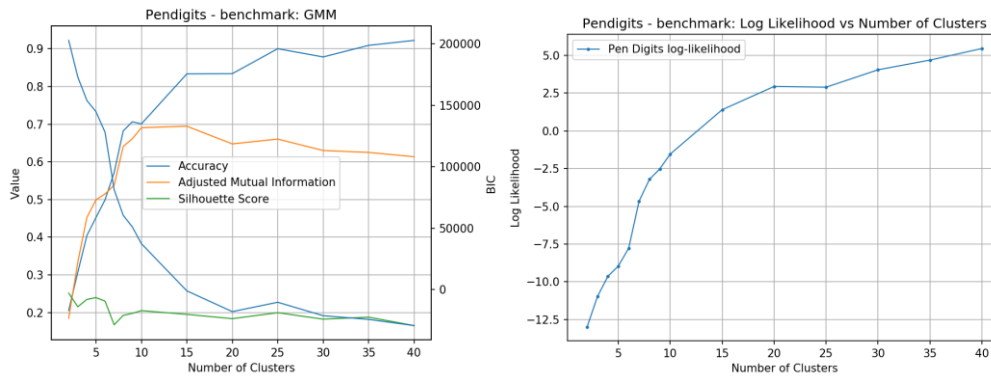 Pendigits - benchmark: GMM
0.9
0.8
0.7
0.6
0.5
0.4
0.3
0.2
Value
Accuracy
Adjusted Mutual Information
Silhouette Score
200000
150000
100000
50000
0
BIC
5 10 15 20 25 30 35 40
Number of Clusters
Pendigits - benchmark: Log Likelihood vs Number of Clusters
Pen Digits log-likelihood
5.0
2.5
0.0
−2.5
−5.0
−7.5
−10.0
−12.5
Log Likelihood
5 10 15 20 25 30 35 40
Number of Clusters